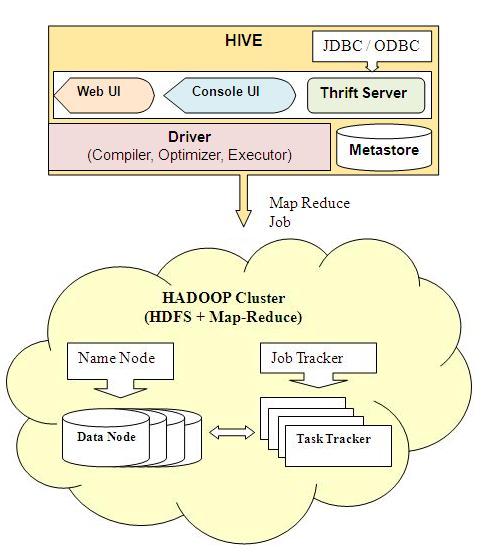 HIVE
JDBC / ODBC
Web UI
Console UI
Thrift Server
Driver
(Compiler, Optimizer, Executor)
Metastore
Map Reduce
Job
HADOOP Cluster
(HDFS + Map-Reduce)
Name Node
Job Tracker
Data Node
Task Tracker